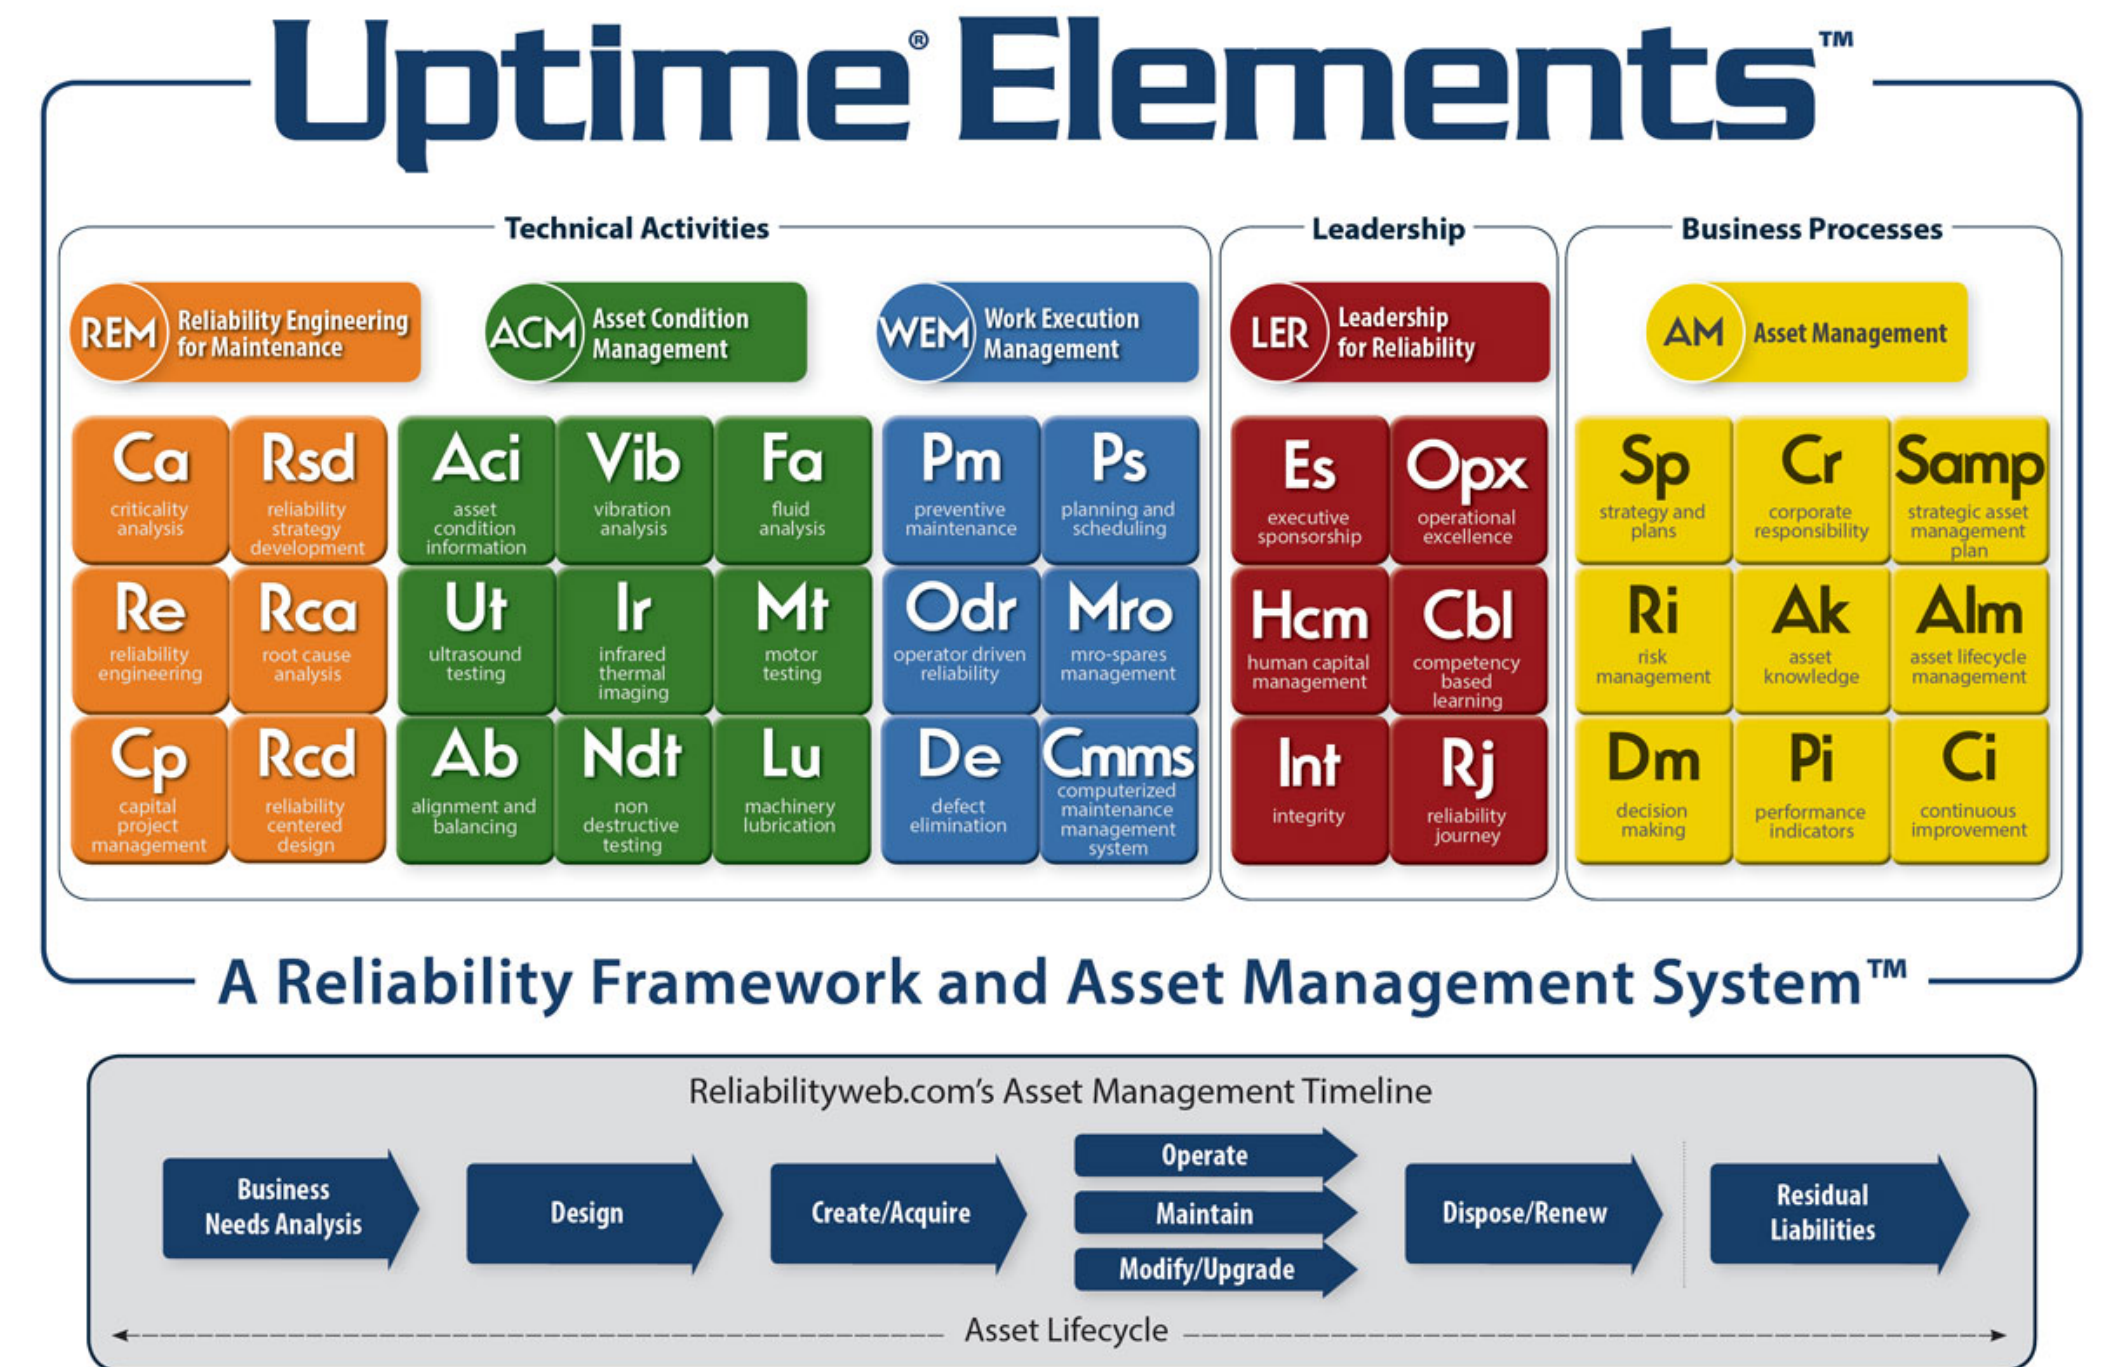 Uptime® Elements™
Technical Activities
Leadership
Business Processes
REM
Reliability Engineering
for Maintenance
ACM
Asset Condition
Management
WEM
Work Execution
Management
LER
Leadership
for Reliability
AM
Asset Management
Ca
criticality
analysis
Rsd
reliability
strategy
development
Aci
asset
condition
information
Vib
vibration
analysis
Fa
fluid
analysis
Pm
preventive
maintenance
Ps
planning and
scheduling
Es
executive
sponsorship
Opx
operational
excellence
Sp
strategy and
plans
Cr
corporate
responsibility
Samp
strategic asset
management
plan
Re
reliability
engineering
Rca
root cause
analysis
Ut
ultrasound
testing
Ir
infrared
thermal
imaging
Mt
motor
testing
Odr
operator driven
reliability
Mro
mro-spares
management
Hcm
human capital
management
Cbl
competency
based
learning
Ri
risk
management
Ak
asset
knowledge
Alm
asset lifecycle
management
Cp
capital
project
management
Rcd
reliability
centered
design
Ab
alignment and
balancing
Ndt
non
destructive
testing
Lu
machinery
lubrication
De
defect
elimination
Cmms
computerized
maintenance
management
system
Int
integrity
Rj
reliability
journey
Dm
decision
making
Pi
performance
indicators
Ci
continuous
improvement
A Reliability Framework and Asset Management System™
Reliabilityweb.com's Asset Management Timeline
Business
Needs Analysis
Design
Create/Acquire
Operate
Maintain
Modify/Upgrade
Dispose/Renew
Residual
Liabilities
Asset Lifecycle